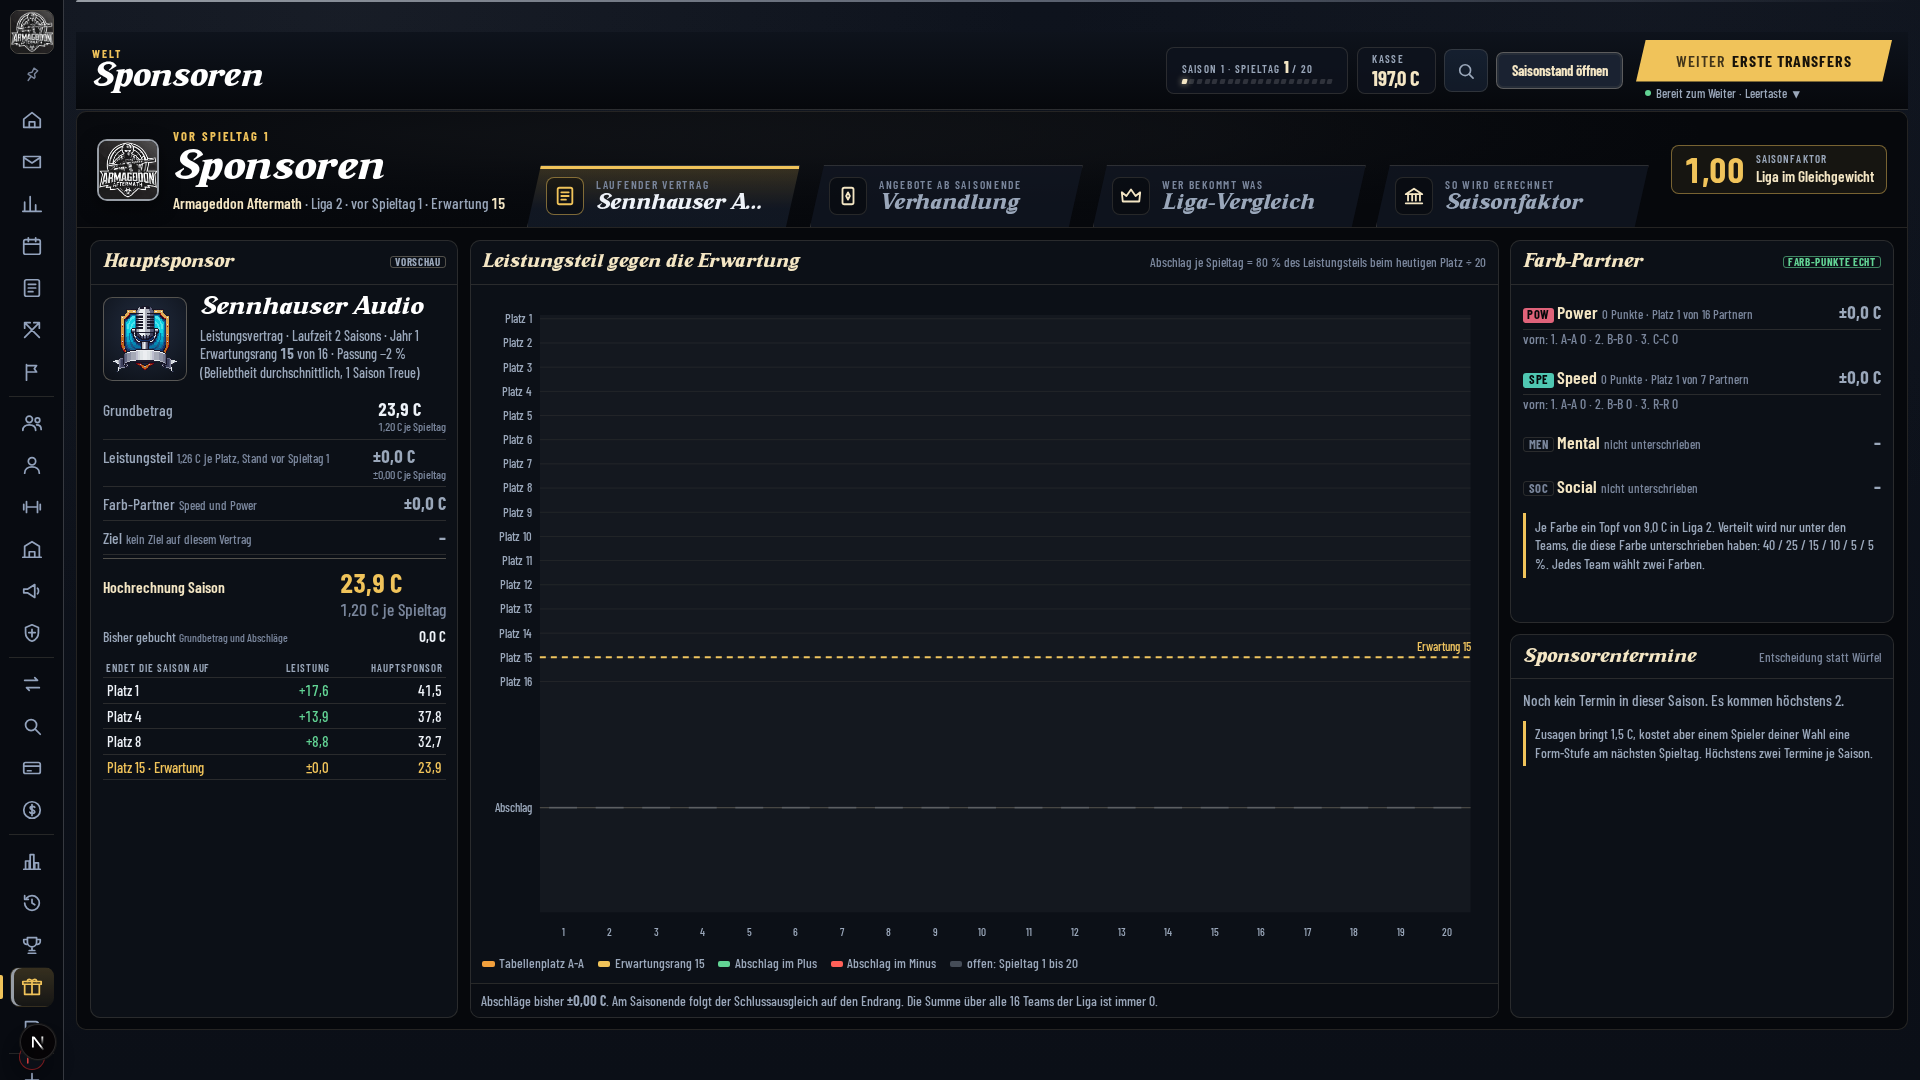 WELT
Sponsoren
SAISON 1 · SPIELTAG 1 / 20
KASSE
197,0 C
Saisonstand öffnen
WEITER ERSTE TRANSFERS
Bereit zum Weiter · Leertaste ▼
VOR SPIELTAG 1
Sponsoren
Armageddon Aftermath · Liga 2 · vor Spieltag 1 · Erwartung 15
LAUFENDER VERTRAG
Sennhauser A...
ANGEBOTE AB SAISONENDE
Verhandlung
WER BEKOMMT WAS
Liga-Vergleich
SO WIRD GERECHNET
Saisonfaktor
1,00
SAISONFAKTOR
Liga im Gleichgewicht
Hauptsponsor
VORSCHAU
Sennhauser Audio
Leistungsvertrag · Laufzeit 2 Saisons · Jahr 1
Erwartungsrang 15 von 16 · Passung −2 %
(Beliebtheit durchschnittlich, 1 Saison Treue)
Grundbetrag
23,9 C
1,20 C je Spieltag
Leistungsteil 1,26 C je Platz, Stand vor Spieltag 1
±0,0 C
±0,00 C je Spieltag
Farb-Partner Speed und Power
±0,0 C
Ziel kein Ziel auf diesem Vertrag
–
Hochrechnung Saison
23,9 C
1,20 C je Spieltag
Bisher gebucht Grundbetrag und Abschläge
0,0 C
ENDET DIE SAISON AUF LEISTUNG HAUPTSPONSOR
Platz 1 +17,6 41,5
Platz 4 +13,9 37,8
Platz 8 +8,8 32,7
Platz 15 · Erwartung ±0,0 23,9
Leistungsteil gegen die Erwartung
Abschlag je Spieltag = 80 % des Leistungsteils beim heutigen Platz ÷ 20
Platz 1
Platz 2
Platz 3
Platz 4
Platz 5
Platz 6
Platz 7
Platz 8
Platz 9
Platz 10
Platz 11
Platz 12
Platz 13
Platz 14
Erwartung 15
Platz 15
Platz 16
Abschlag
1 2 3 4 5 6 7 8 9 10 11 12 13 14 15 16 17 18 19 20
Tabellenplatz A-A Erwartungsrang 15 Abschlag im Plus Abschlag im Minus offen: Spieltag 1 bis 20
Abschläge bisher ±0,00 C. Am Saisonende folgt der Schlussausgleich auf den Endrang. Die Summe über alle 16 Teams der Liga ist immer 0.
Farb-Partner
FARB-PUNKTE ECHT
POW Power 0 Punkte · Platz 1 von 16 Partnern
±0,0 C
vorn: 1. A-A 0 · 2. B-B 0 · 3. C-C 0
SPE Speed 0 Punkte · Platz 1 von 7 Partnern
±0,0 C
vorn: 1. A-A 0 · 2. B-B 0 · 3. R-R 0
MEN Mental nicht unterschrieben
–
SOC Social nicht unterschrieben
–
Je Farbe ein Topf von 9,0 C in Liga 2. Verteilt wird nur unter den
Teams, die diese Farbe unterschrieben haben: 40 / 25 / 15 / 10 / 5 / 5
%. Jedes Team wählt zwei Farben.
Sponsorentermine
Entscheidung statt Würfel
Noch kein Termin in dieser Saison. Es kommen höchstens 2.
Zusagen bringt 1,5 C, kostet aber einem Spieler deiner Wahl eine
Form-Stufe am nächsten Spieltag. Höchstens zwei Termine je Saison.
N